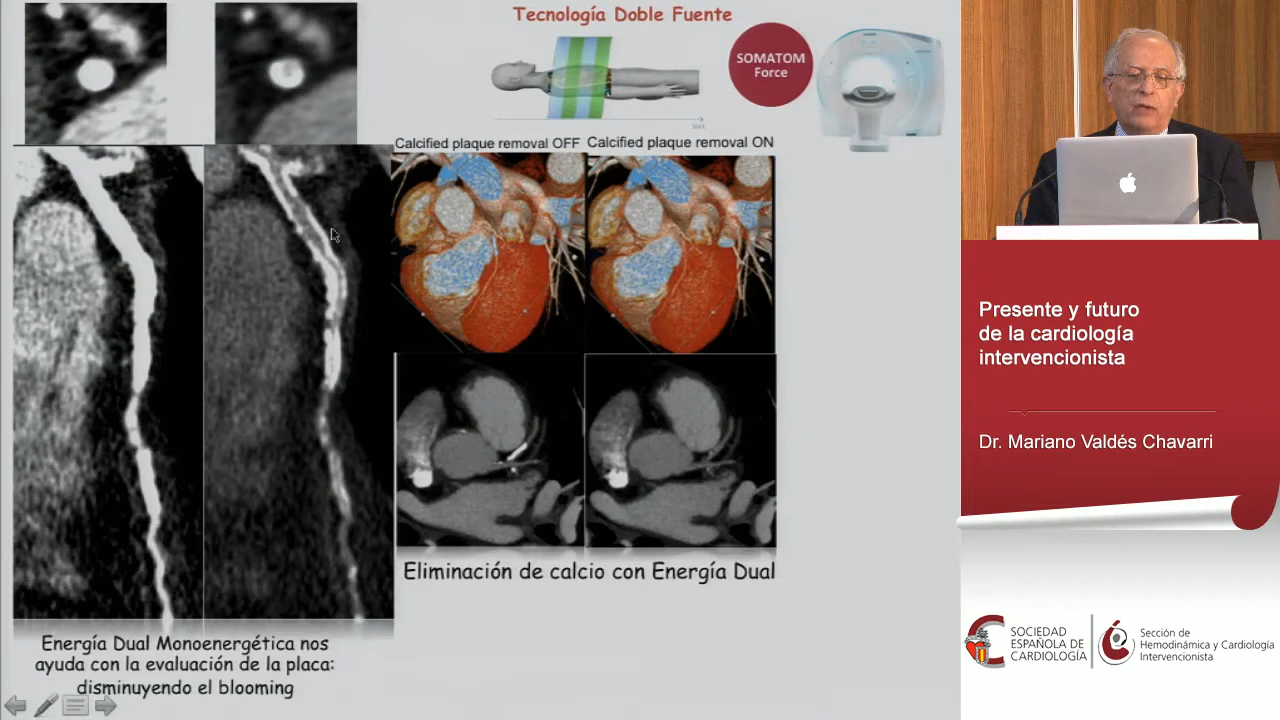 Tecnología Doble Fuente
SOMATOM
Force
Calcified plaque removal OFF
Calcified plaque removal ON
Eliminación de calcio con Energía Dual
Energía Dual Monoenergética nos
ayuda con la evaluación de la placa:
disminuyendo el blooming
Presente y futuro
de la cardiología
intervencionista
Dr. Mariano Valdés Chavarri
SOCIEDAD
ESPAÑOLA DE
CARDIOLOGÍA
Sección de
Hemodinámica y Cardiología
Intervencionista